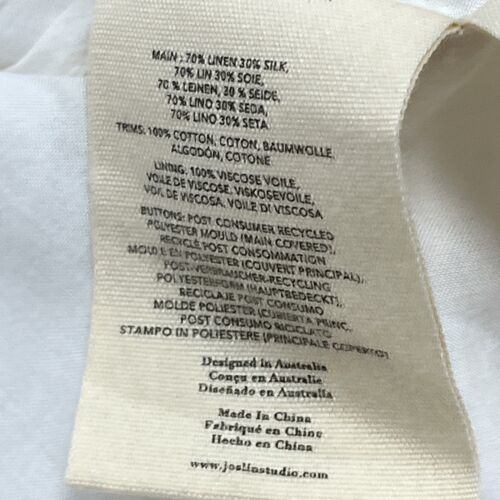 MAIN : 70% LINEN 30% SILK,
70% LIN 30% SOIE,
70 % LEINEN, 30 % SEIDE,
70% LINO 30% SEDA,
70% LINO 30% SETA
TRIMS: 100% COTTON, COTON, BAUMWOLLE,
ALGODÓN, COTONE
LINING: 100% VISCOSE VOILE,
VOILE DE VISCOSE, VISKOSEVOILE,
VOIL DE VISCOSA, VOILE DI VISCOSA
BUTTONS: POST CONSUMER RECYCLED
POLYESTER MOULD (MAIN COVERED),
RECYCLÉ POST CONSOMMATION
MOLDE EN POLYESTER (COUVERT PRINCIPAL),
POST-VERBRAUCHER-RECYCLING
POLYESTERFORM (HAUPTBEDECKT),
RECICLAJE POST CONSUMO
MOLDE POLIESTER (CUBIERTA PRINC.
POST CONSUMO RICICLATO
STAMPO IN POLIESTERE (PRINCIPALE COPERTO)
Designed in Australia
Conçu en Australie
Diseñado en Australia
Made In China
Fabriqué en Chine
Hecho en China
www.joslinstudio.com